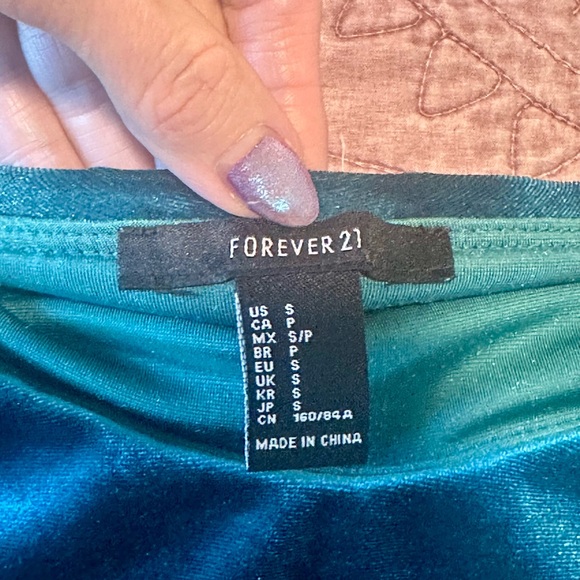 FOREVER 21
US S
CA P
MX S/P
BR P
EU S
UK S
KR S
JP S
CN 160/84A
MADE IN CHINA